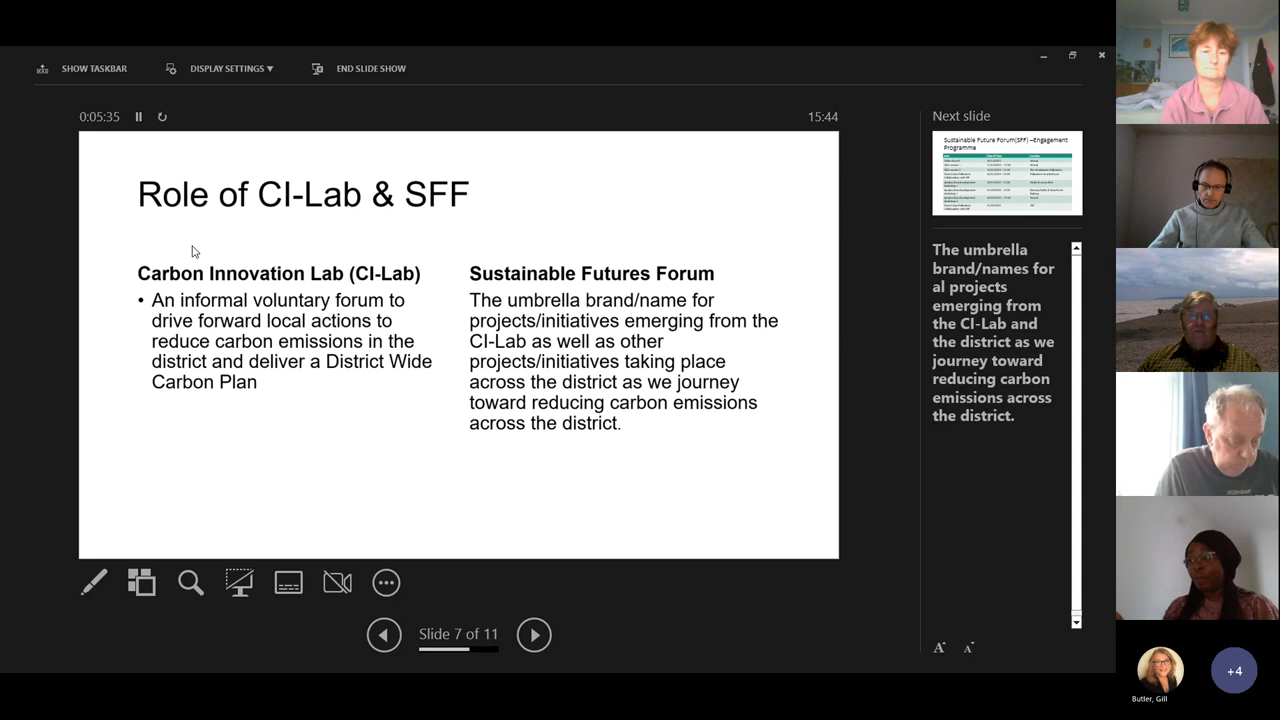 SHOW TASKBAR
DISPLAY SETTINGS ▼
END SLIDE SHOW
0:05:35
15:44
Role of CI-Lab & SFF
Carbon Innovation Lab (CI-Lab)
• An informal voluntary forum to
drive forward local actions to
reduce carbon emissions in the
district and deliver a District Wide
Carbon Plan
Sustainable Futures Forum
The umbrella brand/name for
projects/initiatives emerging from the
CI-Lab as well as other
projects/initiatives taking place
across the district as we journey
toward reducing carbon emissions
across the district.
Slide 7 of 11
Next slide
Sustainable Future Forum(SFF) –Engagement
Programme
The umbrella
brand/names for
al projects
emerging from
the CI-Lab and
the district as we
journey toward
reducing carbon
emissions across
the district.
A A
LEGENDARY
Butler, Gill
+4